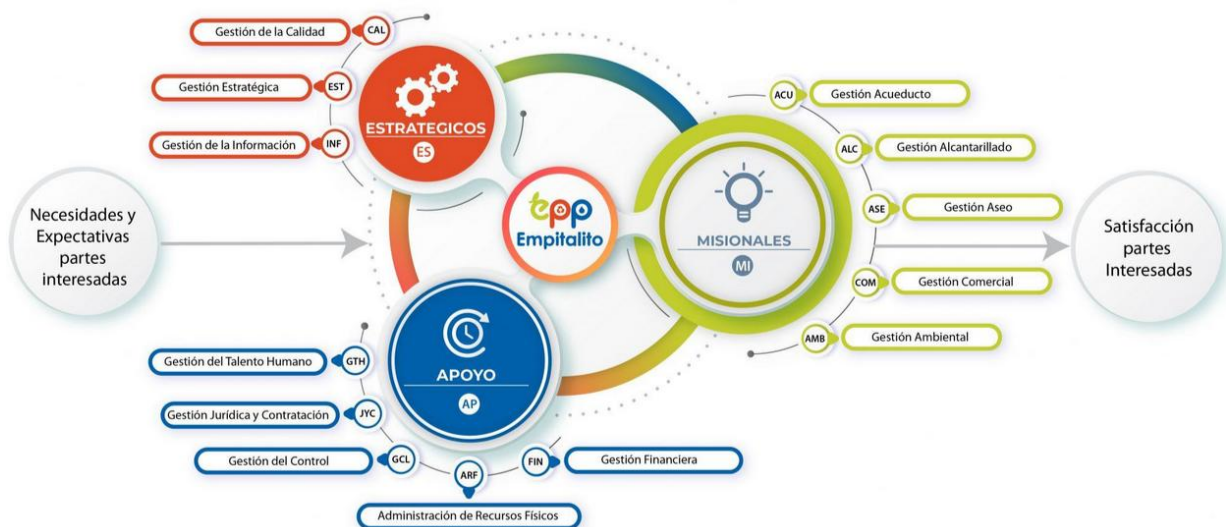 Necesidades y
Expectativas
partes
interesadas
Gestión de la Calidad
CAL
Gestión Estratégica
EST
Gestión de la Información
INF
ESTRATEGICOS
ES
epp
Empitalito
MISIONALES
MI
ACU
Gestión Acueducto
ALC
Gestión Alcantarillado
ASE
Gestión Aseo
COM
Gestión Comercial
AMB
Gestión Ambiental
APOYO
AP
Gestión del Talento Humano
GTH
Gestión Jurídica y Contratación
JYC
Gestión del Control
GCL
ARF
Administración de Recursos Físicos
FIN
Gestión Financiera
Satisfacción
partes
Interesadas